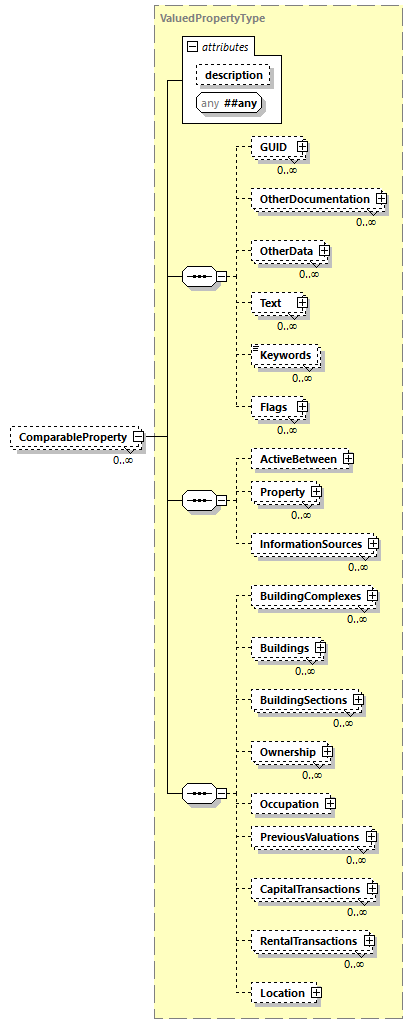 ValuedPropertyType
attributes
description
any ##any
GUID
0..∞
OtherDocumentation
0..∞
OtherData
0..∞
Text
0..∞
Keywords
0..∞
Flags
0..∞
ComparableProperty
0..∞
ActiveBetween
Property
0..∞
InformationSources
0..∞
BuildingComplexes
0..∞
Buildings
0..∞
BuildingSections
0..∞
Ownership
0..∞
Occupation
PreviousValuations
0..∞
CapitalTransactions
0..∞
RentalTransactions
0..∞
Location